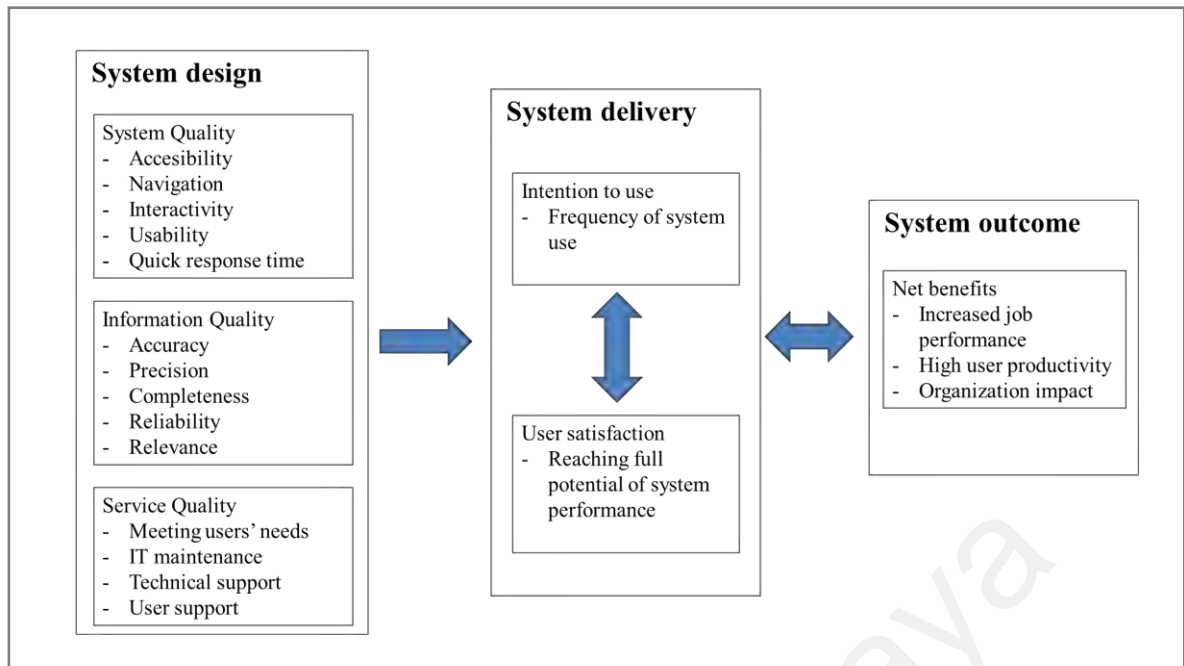 System design
System Quality
- Accesibility
- Navigation
- Interactivity
- Usability
- Quick response time
Information Quality
- Accuracy
- Precision
- Completeness
- Reliability
- Relevance
Service Quality
- Meeting users’ needs
- IT maintenance
- Technical support
- User support
System delivery
Intention to use
- Frequency of system
use
User satisfaction
- Reaching full
potential of system
performance
System outcome
Net benefits
- Increased job
performance
- High user productivity
- Organization impact
aya